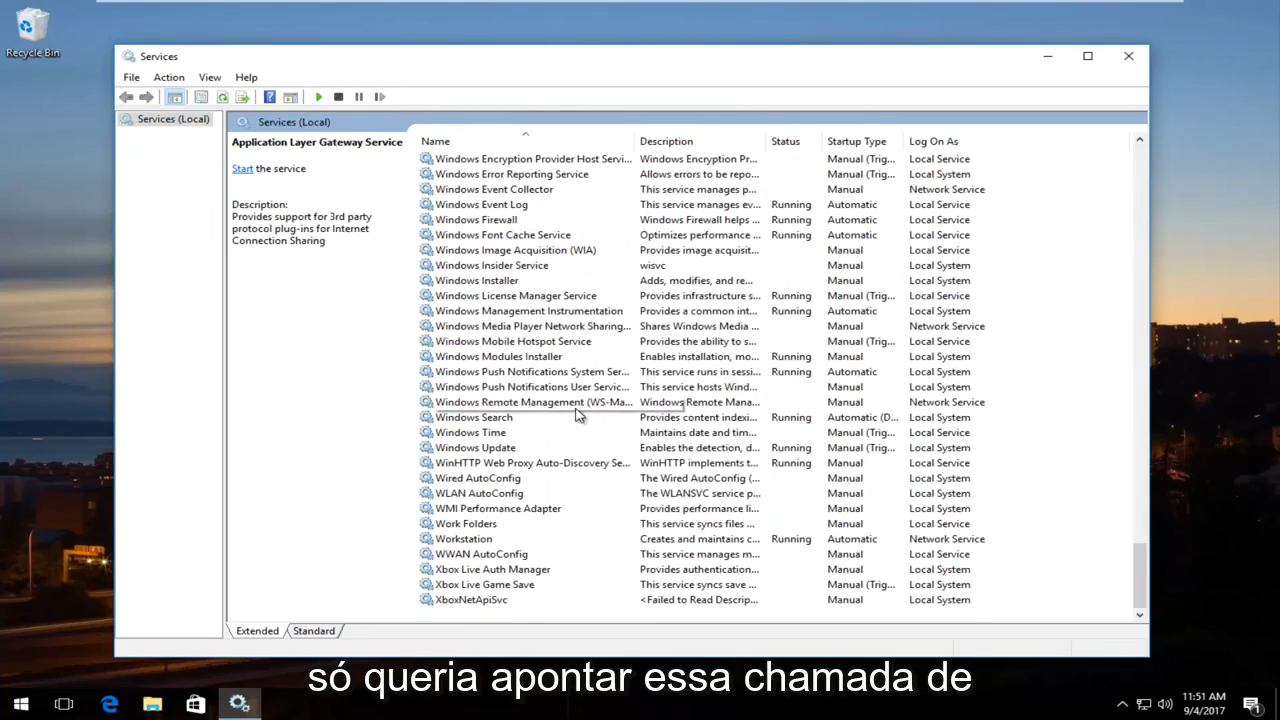 Recycle Bin
Services
File Action View Help
Services (Local)
Services (Local)
Application Layer Gateway Service
Start the service
Description:
Provides support for 3rd party
protocol plug-ins for Internet
Connection Sharing
Name Description Status Startup Type Log On As
Windows Encryption Provider Host Servi... Windows Encryption Pr... Manual (Trig... Local Service
Windows Error Reporting Service Allows errors to be repo... Manual (Trig... Local System
Windows Event Collector This service manages p... Manual Network Service
Windows Event Log This service manages ev... Running Automatic Local Service
Windows Firewall Windows Firewall helps ... Running Automatic Local Service
Windows Font Cache Service Optimizes performance ... Running Automatic Local Service
Windows Image Acquisition (WIA) Provides image acquisit... Manual Local Service
Windows Insider Service wisvc Manual Local System
Windows Installer Adds, modifies, and re... Manual Local System
Windows License Manager Service Provides infrastructure s... Running Manual (Trig... Local Service
Windows Management Instrumentation Provides a common int... Running Automatic Local System
Windows Media Player Network Sharing... Shares Windows Media ... Manual Network Service
Windows Mobile Hotspot Service Provides the ability to s... Manual (Trig... Local Service
Windows Modules Installer Enables installation, mo... Running Manual Local System
Windows Push Notifications System Ser... This service runs in sessi... Running Automatic Local System
Windows Push Notifications User Servic... This service hosts Wind... Manual Local System
Windows Remote Management (WS-Ma... Windows Remote Mana... Manual Network Service
Windows Search Provides content indexi... Running Automatic (D... Local System
Windows Time Maintains date and tim... Manual (Trig... Local Service
Windows Update Enables the detection, d... Running Manual (Trig... Local System
WinHTTP Web Proxy Auto-Discovery Se... WinHTTP implements t... Running Manual Local Service
Wired AutoConfig The Wired AutoConfig (... Manual Local System
WLAN AutoConfig The WLANSVC service p... Manual Local System
WMI Performance Adapter Provides performance li... Manual Local System
Work Folders This service syncs files ... Manual Local Service
Workstation Creates and maintains c... Running Automatic Network Service
WWAN AutoConfig This service manages m... Manual Local Service
Xbox Live Auth Manager Provides authentication... Manual Local System
Xbox Live Game Save This service syncs save ... Manual (Trig... Local System
XboxNetApiSvc <Failed to Read Descrip... Manual Local System
Extended Standard
só queria apontar essa chamada de
11:51 AM
9/4/2017
1